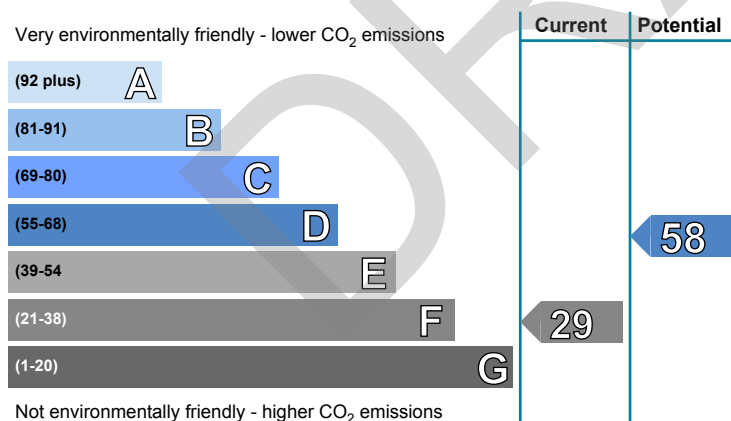 Current Potential
Very environmentally friendly - lower CO2 emissions
(92 plus) A
(81-91) B
(69-80) C
(55-68) D
58
(39-54 E
(21-38) F
29
(1-20) G
Not environmentally friendly - higher CO2 emissions